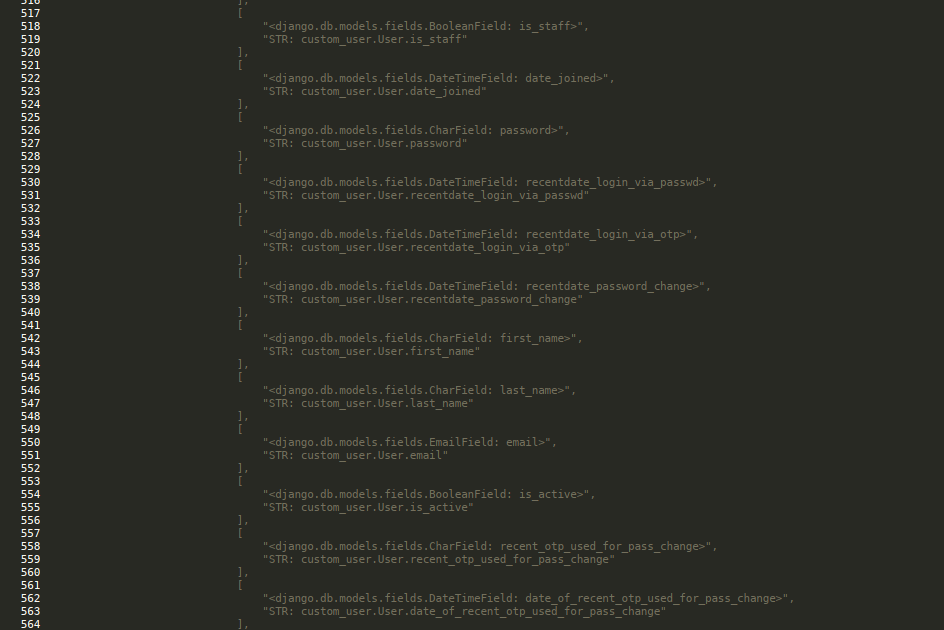 516 ],
517 [
518 "<django.db.models.fields.BooleanField: is_staff>",
519 "STR: custom_user.User.is_staff"
520 ],
521 [
522 "<django.db.models.fields.DateTimeField: date_joined>",
523 "STR: custom_user.User.date_joined"
524 ],
525 [
526 "<django.db.models.fields.CharField: password>",
527 "STR: custom_user.User.password"
528 ],
529 [
530 "<django.db.models.fields.DateTimeField: recentdate_login_via_passwd>",
531 "STR: custom_user.User.recentdate_login_via_passwd"
532 ],
533 [
534 "<django.db.models.fields.DateTimeField: recentdate_login_via_otp>",
535 "STR: custom_user.User.recentdate_login_via_otp"
536 ],
537 [
538 "<django.db.models.fields.DateTimeField: recentdate_password_change>",
539 "STR: custom_user.User.recentdate_password_change"
540 ],
541 [
542 "<django.db.models.fields.CharField: first_name>",
543 "STR: custom_user.User.first_name"
544 ],
545 [
546 "<django.db.models.fields.CharField: last_name>",
547 "STR: custom_user.User.last_name"
548 ],
549 [
550 "<django.db.models.fields.EmailField: email>",
551 "STR: custom_user.User.email"
552 ],
553 [
554 "<django.db.models.fields.BooleanField: is_active>",
555 "STR: custom_user.User.is_active"
556 ],
557 [
558 "<django.db.models.fields.CharField: recent_otp_used_for_pass_change>",
559 "STR: custom_user.User.recent_otp_used_for_pass_change"
560 ],
561 [
562 "<django.db.models.fields.DateTimeField: date_of_recent_otp_used_for_pass_change>",
563 "STR: custom_user.User.date_of_recent_otp_used_for_pass_change"
564 ],